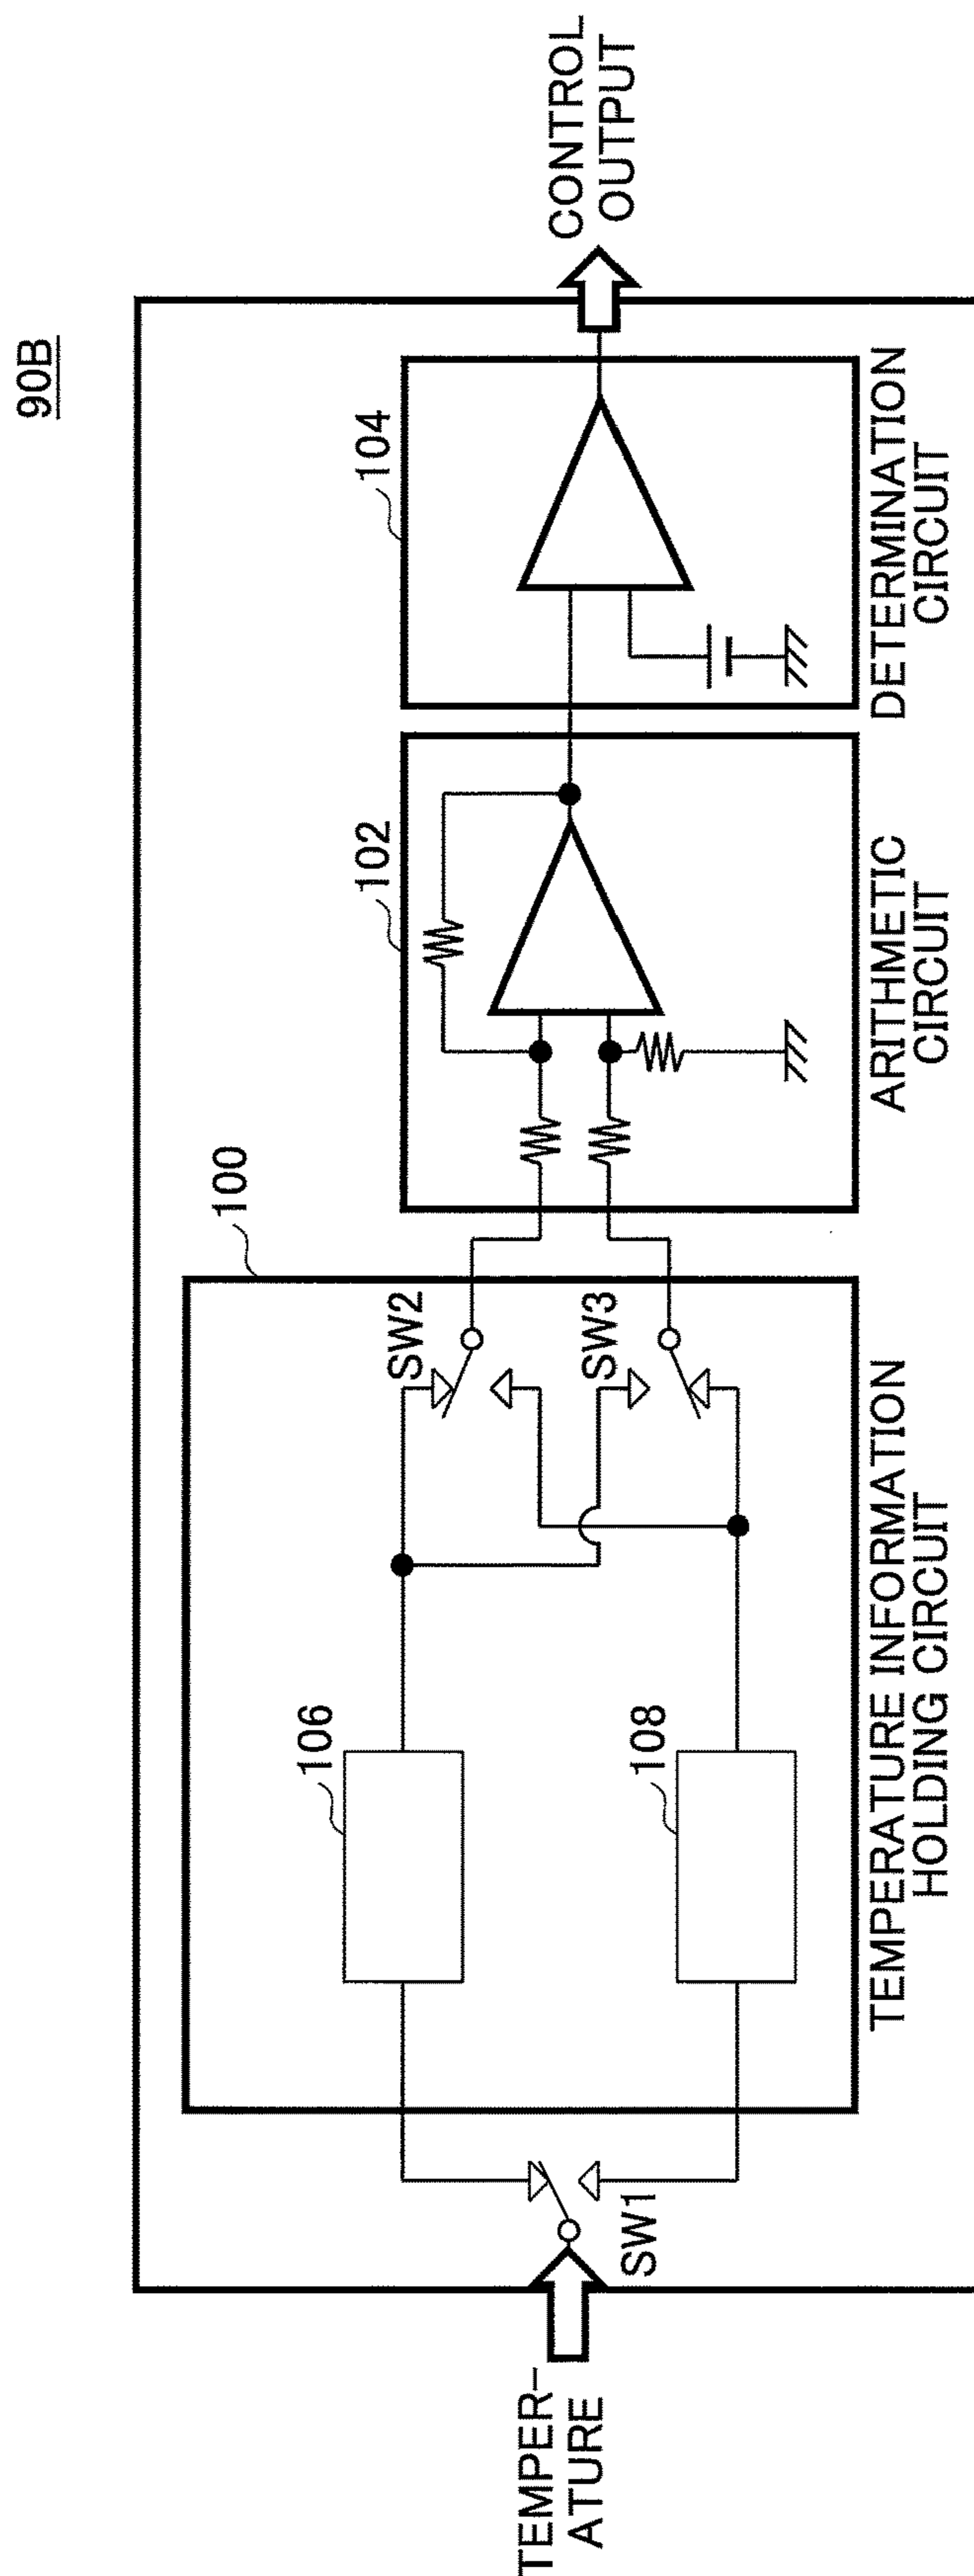 90B
TEMPER-
ATURE
SW1
100
106
108
SW2
SW3
TEMPERATURE INFORMATION
HOLDING CIRCUIT
102
ARITHMETIC
CIRCUIT
104
DETERMINATION
CIRCUIT
CONTROL
OUTPUT